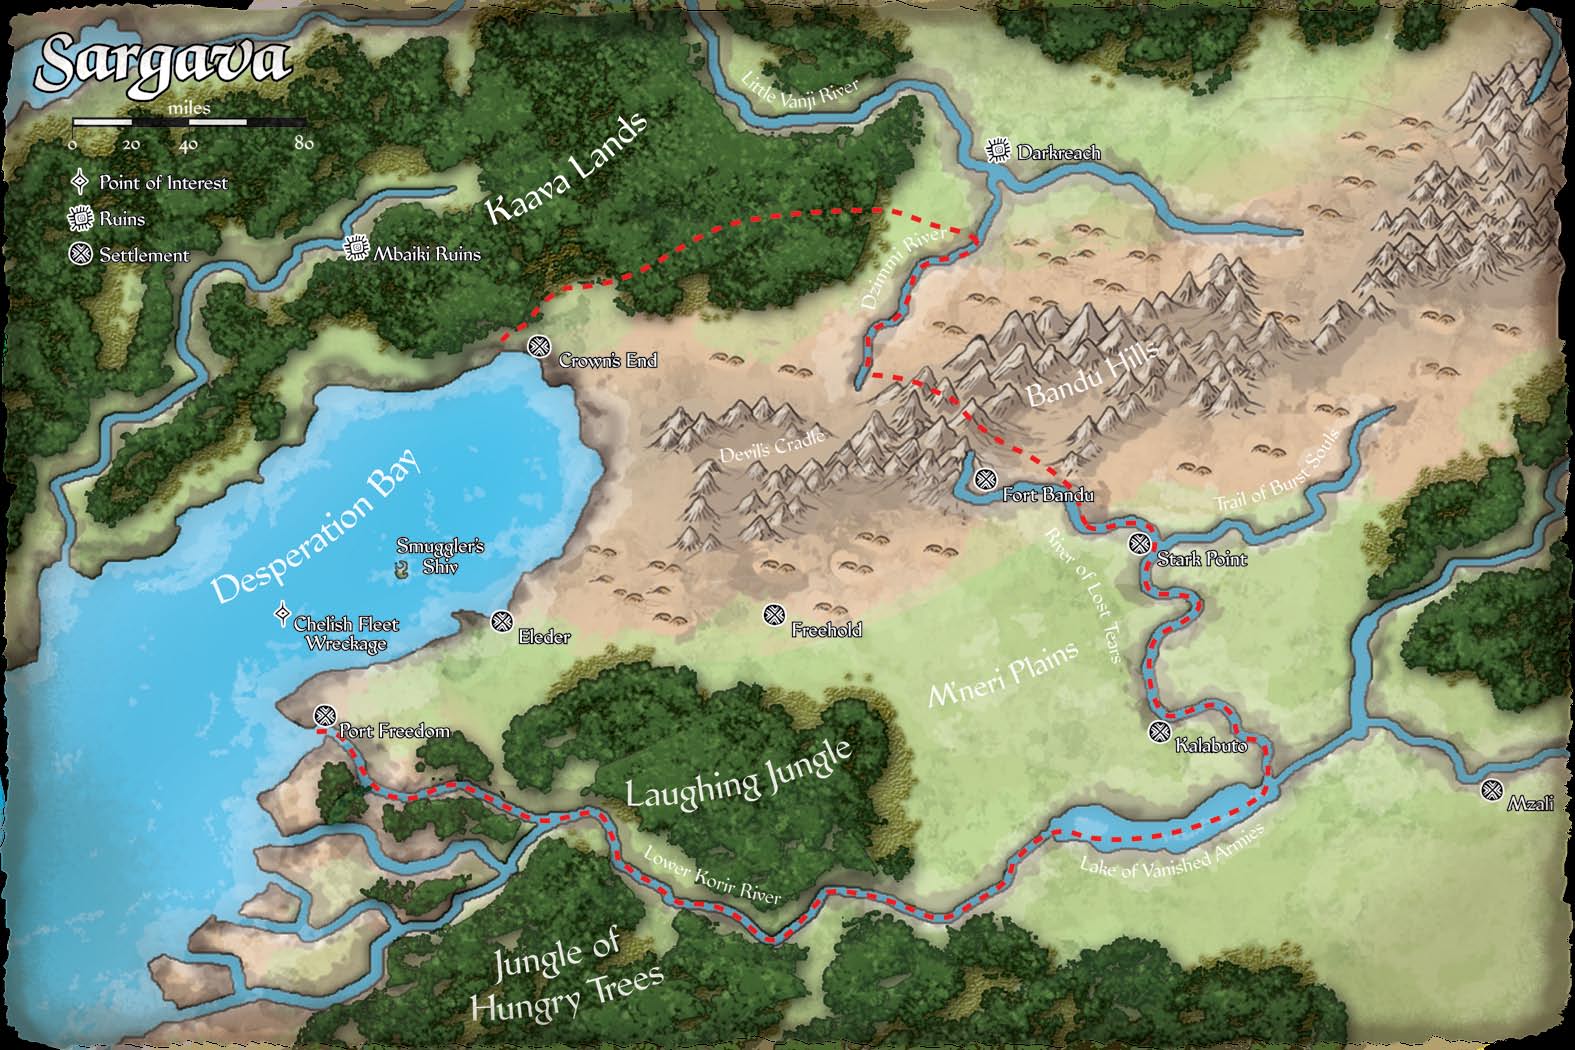 Sargava
miles
0 20 40 80
Point of Interest
Ruins
Settlement
Little Vanji River
Kaava Lands
Darkreach
Mbaiki Ruins
Dzimmi River
Crown's End
Bandu Hills
Devil's Cradle
Desperation Bay
Fort Bandu
Trail of Burst Souls
Smuggler's
Shiv
Stark Point
River of Lost Tears
Chelish Fleet
Wreckage
Eleder
Freehold
M'neri Plains
Port Freedom
Kalabuto
Laughing Jungle
Mzali
Lake of Vanished Armies
Lower Korir River
Jungle of
Hungry Trees